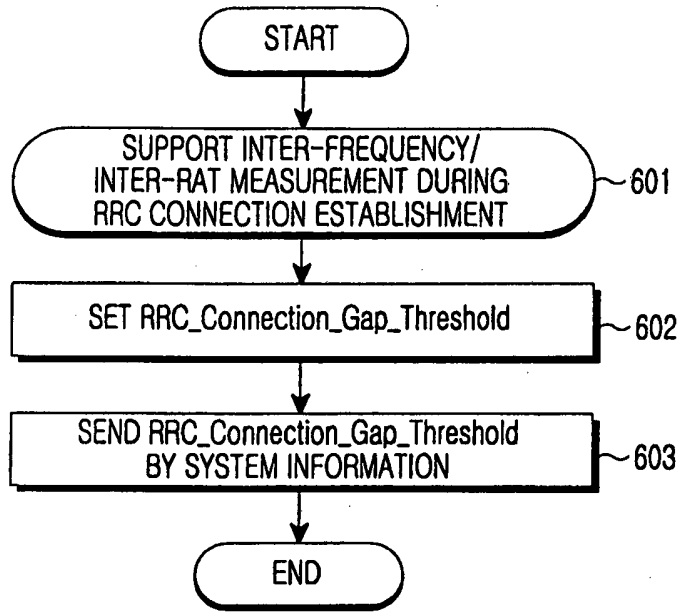 START
SUPPORT INTER-FREQUENCY/
INTER-RAT MEASUREMENT DURING
RRC CONNECTION ESTABLISHMENT
601
SET RRC_Connection_Gap_Threshold
602
SEND RRC_Connection_Gap_Threshold
BY SYSTEM INFORMATION
603
END